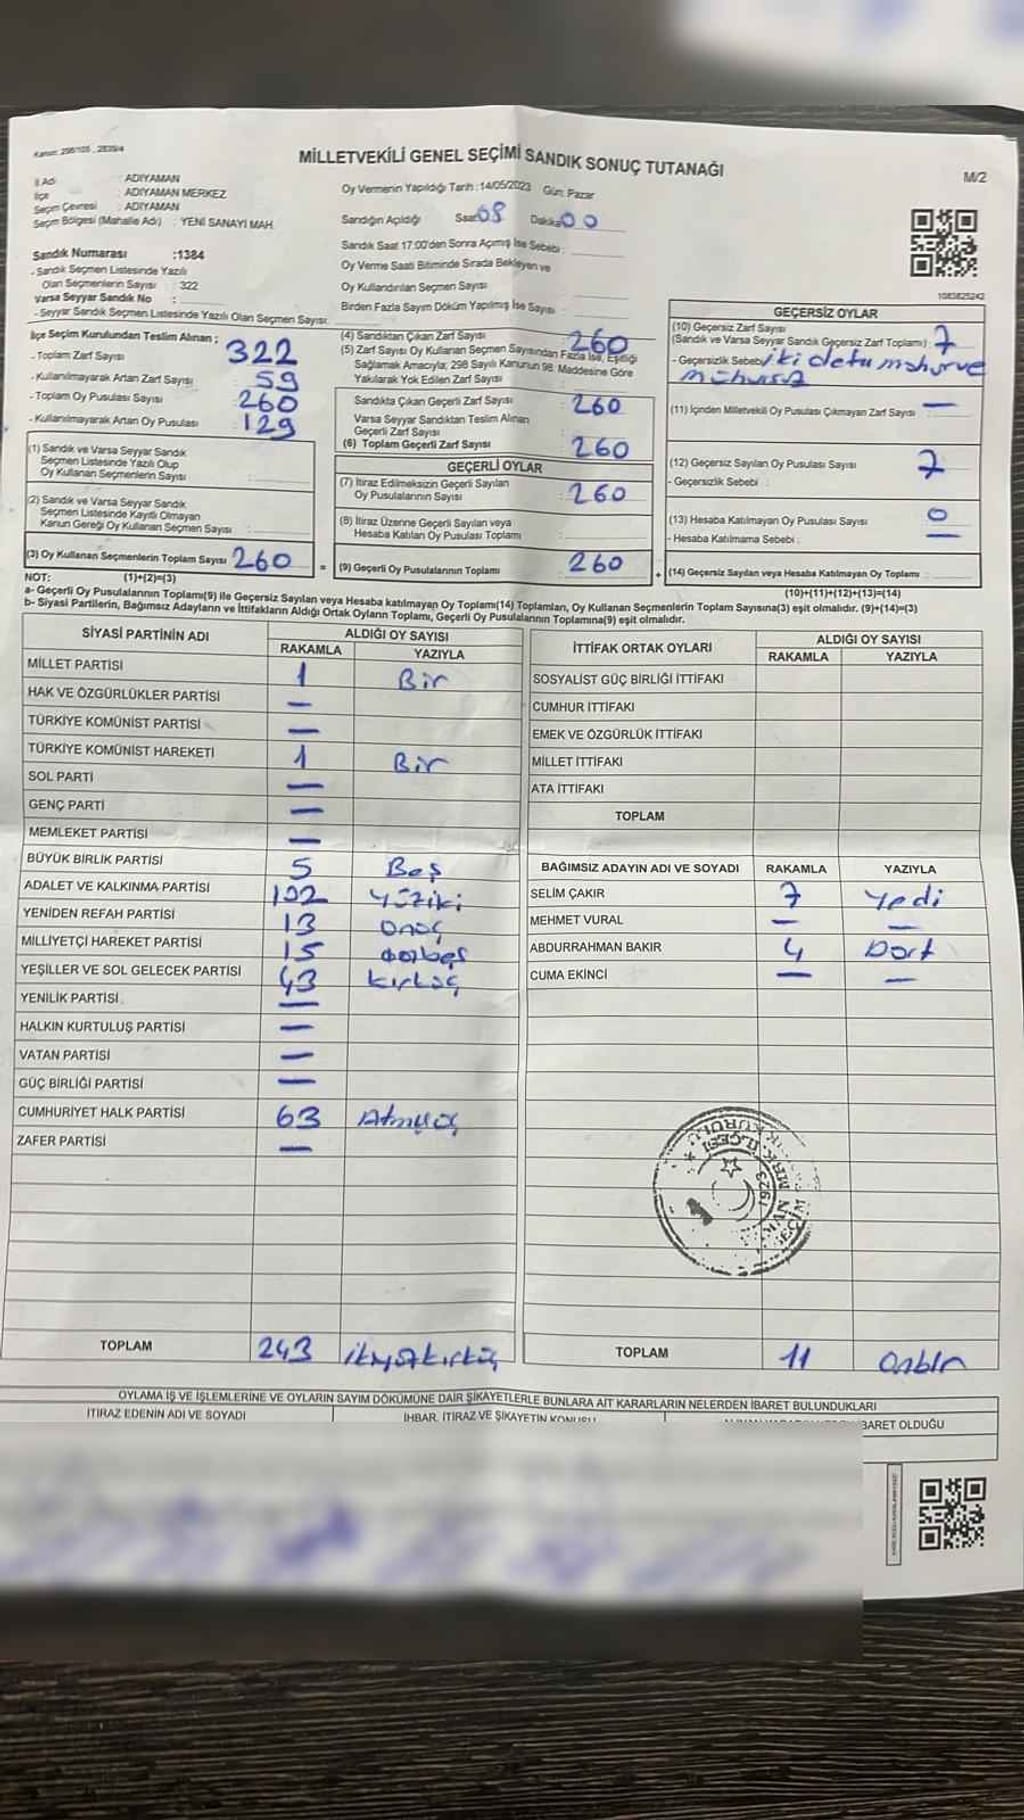 Kanun: 298/105 , 2839/4
MİLLETVEKİLİ GENEL SEÇİMİ SANDIK SONUÇ TUTANAĞI
M/2
İl Adı : ADIYAMAN
İlçe : ADIYAMAN MERKEZ
Seçim Çevresi : ADIYAMAN
Seçim Bölgesi (Mahalle Adı) : YENİ SANAYİ MAH.
Oy Vermenin Yapıldığı Tarih : 14/05/2023 Gün: Pazar
Sandığın Açıldığı Saat 08 Dakika 00
Sandık Saat 17:00'den Sonra Açılmış İse Sebebi :
Oy Verme Saati Bitiminde Sırada Bekleyen ve
Oy Kullandırılan Seçmen Sayısı :
Birden Fazla Sayım Döküm Yapılmış İse Sayısı :
Sandık Numarası :1384
- Sandık Seçmen Listesinde Yazılı
Olan Seçmenlerin Sayısı : 322
Varsa Seyyar Sandık No :
- Seyyar Sandık Seçmen Listesinde Yazılı Olan Seçmen Sayısı:
1083825242
İlçe Seçim Kurulundan Teslim Alınan ;
- Toplam Zarf Sayısı 322
- Kullanılmayarak Artan Zarf Sayısı 59
- Toplam Oy Pusulası Sayısı 260
- Kullanılmayarak Artan Oy Pusulası 129
(1) Sandık ve Varsa Seyyar Sandık
Seçmen Listesinde Yazılı Olup
Oy Kullanan Seçmenlerin Sayısı :
(2) Sandık ve Varsa Seyyar Sandık
Seçmen Listesinde Kayıtlı Olmayan
Kanun Gereği Oy Kullanan Seçmen Sayısı :
(3) Oy Kullanan Seçmenlerin Toplam Sayısı 260
(1)+(2)=(3)
(4) Sandıktan Çıkan Zarf Sayısı 260
(5) Zarf Sayısı Oy Kullanan Seçmen Sayısından Fazla İse, Eşitliği
Sağlamak Amacıyla; 298 Sayılı Kanunun 98. Maddesine Göre
Yakılarak Yok Edilen Zarf Sayısı
Sandıkta Çıkan Geçerli Zarf Sayısı 260
Varsa Seyyar Sandıktan Teslim Alınan
Geçerli Zarf Sayısı
(6) Toplam Geçerli Zarf Sayısı 260
GEÇERLİ OYLAR
(7) İtiraz Edilmeksizin Geçerli Sayılan
Oy Pusulalarının Sayısı : 260
(8) İtiraz Üzerine Geçerli Sayılan veya
Hesaba Katılan Oy Pusulası Toplamı :
= (9) Geçerli Oy Pusulalarının Toplamı : 260
GEÇERSİZ OYLAR
(10) Geçersiz Zarf Sayısı
(Sandık ve Varsa Seyyar Sandık Geçersiz Zarf Toplamı) : 7
- Geçersizlik Sebebi
(11) İçinden Milletvekili Oy Pusulası Çıkmayan Zarf Sayısı : —
(12) Geçersiz Sayılan Oy Pusulası Sayısı : 7
- Geçersizlik Sebebi :
(13) Hesaba Katılmayan Oy Pusulası Sayısı : 0
- Hesaba Katılmama Sebebi : —
+ (14) Geçersiz Sayılan veya Hesaba Katılmayan Oy Toplamı :
(10)+(11)+(12)+(13)=(14)
NOT:
a- Geçerli Oy Pusulalarının Toplamı(9) ile Geçersiz Sayılan veya Hesaba katılmayan Oy Toplamı(14) Toplamları, Oy Kullanan Seçmenlerin Toplam Sayısına(3) eşit olmalıdır. (9)+(14)=(3)
b- Siyasi Partilerin, Bağımsız Adayların ve İttifakların Aldığı Ortak Oyların Toplamı, Geçerli Oy Pusulalarının Toplamına(9) eşit olmalıdır.
SİYASİ PARTİNİN ADI ALDIĞI OY SAYISI
RAKAMLA YAZIYLA
MİLLET PARTİSİ 1 Bir
HAK VE ÖZGÜRLÜKLER PARTİSİ —
TÜRKİYE KOMÜNİST PARTİSİ —
TÜRKİYE KOMÜNİST HAREKETİ 1 Bir
SOL PARTİ —
GENÇ PARTİ —
MEMLEKET PARTİSİ —
BÜYÜK BİRLİK PARTİSİ 5 Beş
ADALET VE KALKINMA PARTİSİ 102 Yüziki
YENİDEN REFAH PARTİSİ 13 onüç
MİLLİYETÇİ HAREKET PARTİSİ 15 onbeş
YEŞİLLER VE SOL GELECEK PARTİSİ 43 kırküç
YENİLİK PARTİSİ —
HALKIN KURTULUŞ PARTİSİ —
VATAN PARTİSİ —
GÜÇ BİRLİĞİ PARTİSİ —
CUMHURİYET HALK PARTİSİ 63 Atmışüç
ZAFER PARTİSİ —
TOPLAM 243 ikiyüzkırküç
İTTİFAK ORTAK OYLARI ALDIĞI OY SAYISI
RAKAMLA YAZIYLA
SOSYALİST GÜÇ BİRLİĞİ İTTİFAKI
CUMHUR İTTİFAKI
EMEK VE ÖZGÜRLÜK İTTİFAKI
MİLLET İTTİFAKI
ATA İTTİFAKI
TOPLAM
BAĞIMSIZ ADAYIN ADI VE SOYADI RAKAMLA YAZIYLA
SELİM ÇAKIR 7 Yedi
MEHMET VURAL — —
ABDURRAHMAN BAKIR 4 Dört
CUMA EKİNCİ — —
TOPLAM 11 Onbir
OYLAMA İŞ VE İŞLEMLERİNE VE OYLARIN SAYIM DÖKÜMÜNE DAİR ŞİKAYETLERLE BUNLARA AİT KARARLARIN NELERDEN İBARET BULUNDUKLARI
İTİRAZ EDENİN ADI VE SOYADI İHBAR, İTİRAZ VE ŞİKAYETİN KONUSU BARET OLDUĞU